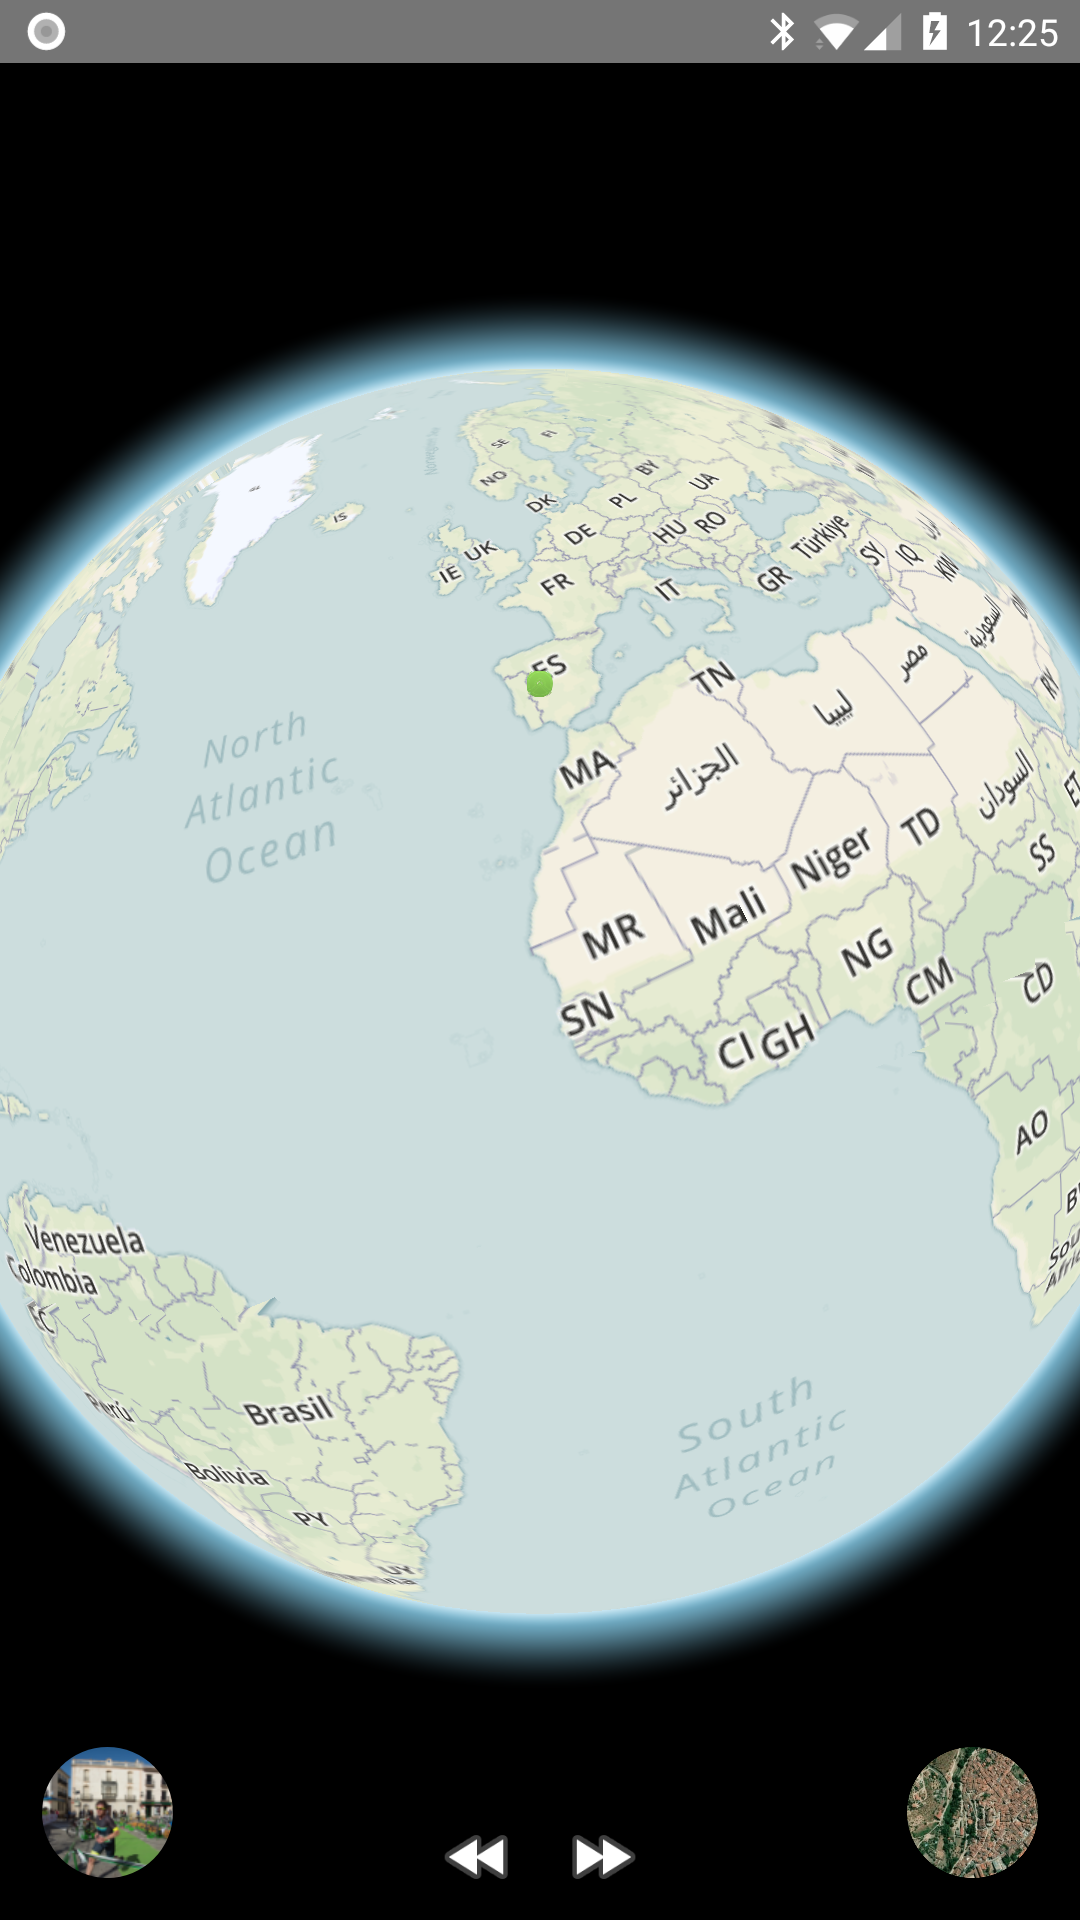 12:25
SE
FI
NO
BY
UA
DK
PL
IS
DE
HU
RO
Türkiye
UK
SY
IQ
KW
IE
FR
IT
GR
السعودية
ES
TN
مصر
RY
ليبيا
North
Atlantic
Ocean
MA
الجزائر
السودان
ET
Niger
TD
SS
MR
Mali
NG
CM
CD
SN
CI
GH
AO
Venezuela
Colombia
EC
Perú
Brasil
Bolivia
PY
UY
South
Atlantic
Ocean